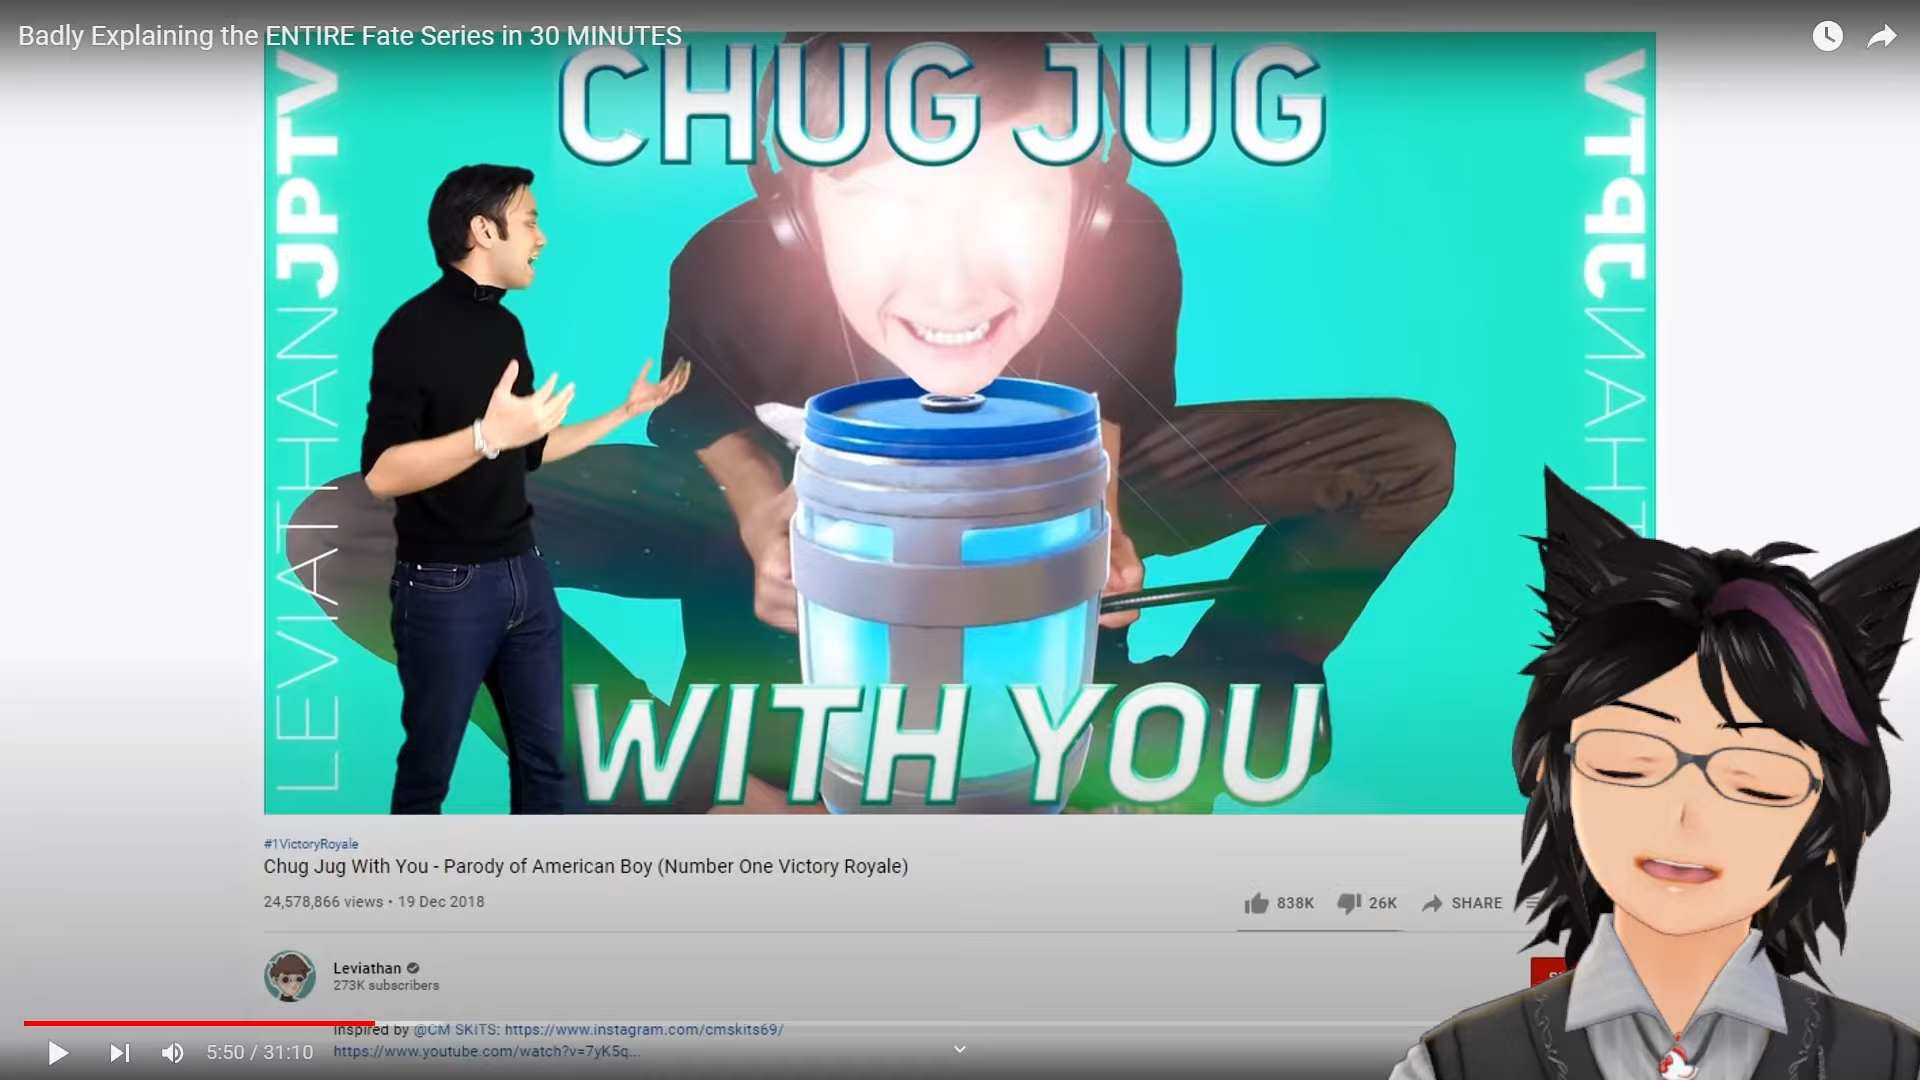 Badly Explaining the ENTIRE Fate Series in 30 MINUTES
CHUG JUG
LEVIATHANJPTV
WITH YOU
#1VictoryRoyale
Chug Jug With You - Parody of American Boy (Number One Victory Royale)
24,578,866 views • 19 Dec 2018
838K
26K
SHARE
Leviathan
273K subscribers
Inspired by @CM SKITS: https://www.instagram.com/cmskits69/
https://www.youtube.com/watch?v=7yK5q...
5:50 / 31:10